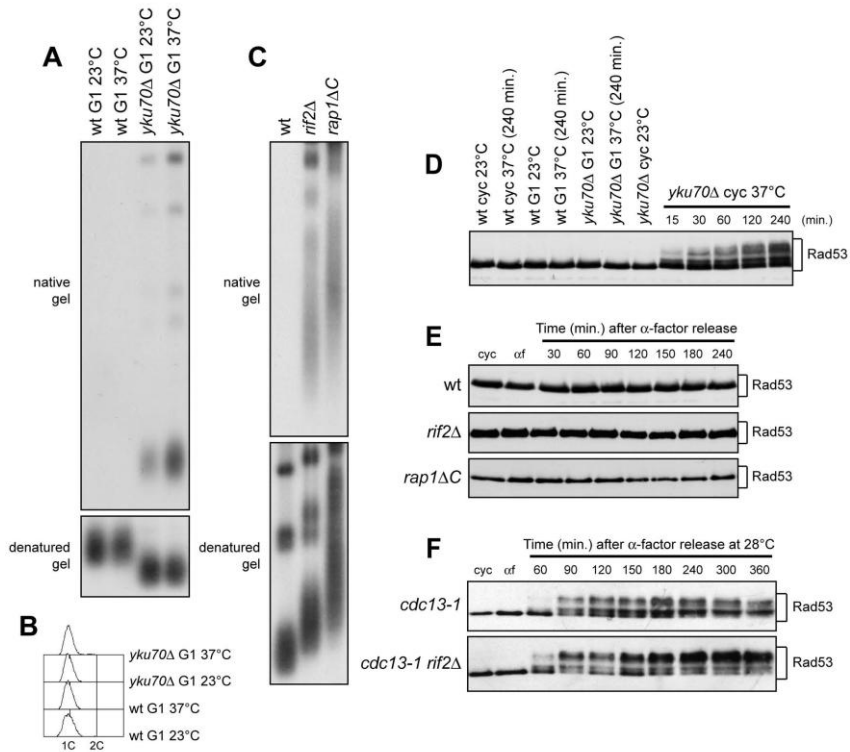 A
wt G1 23°C
wt G1 37°C
yku70Δ G1 23°C
yku70Δ G1 37°C
native
gel
denatured
gel
B
yku70Δ G1 37°C
yku70Δ G1 23°C
wt G1 37°C
wt G1 23°C
1C 2C
C
wt
rif2Δ
rap1ΔC
native
gel
denatured
gel
D
wt cyc 23°C
wt cyc 37°C (240 min.)
wt G1 23°C
wt G1 37°C (240 min.)
yku70Δ G1 23°C
yku70Δ G1 37°C (240 min.)
yku70Δ cyc 23°C
yku70Δ cyc 37°C
15 30 60 120 240 (min.)
Rad53
E
Time (min.) after α-factor release
cyc αf 30 60 90 120 150 180 240
wt Rad53
rif2Δ Rad53
rap1ΔC Rad53
F
Time (min.) after α-factor release at 28°C
cyc αf 60 90 120 150 180 240 300 360
cdc13-1 Rad53
cdc13-1 rif2Δ Rad53